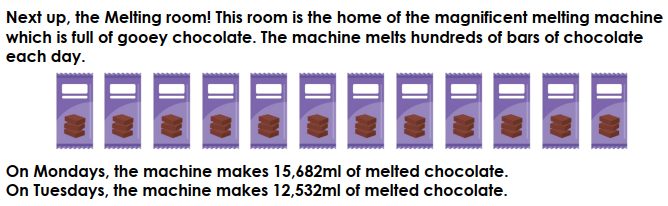 Next up, the Melting room! This room is the home of the magnificent melting machine
which is full of gooey chocolate. The machine melts hundreds of bars of chocolate
each day.
On Mondays, the machine makes 15,682ml of melted chocolate.
On Tuesdays, the machine makes 12,532ml of melted chocolate.